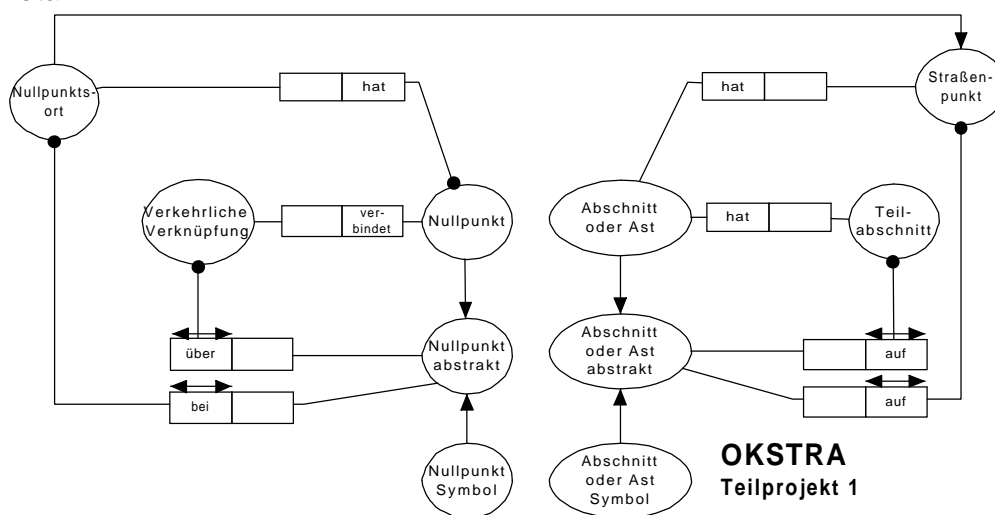 Nullpunkts-
ort
hat
hat
Straßen-
punkt
Verkehrliche
Verknüpfung
ver-
bindet
Nullpunkt
Abschnitt
oder Ast
hat
Teil-
abschnitt
über
Nullpunkt
abstrakt
Abschnitt
oder Ast
abstrakt
auf
bei
auf
Nullpunkt
Symbol
Abschnitt
oder Ast
Symbol
OKSTRA
Teilprojekt 1